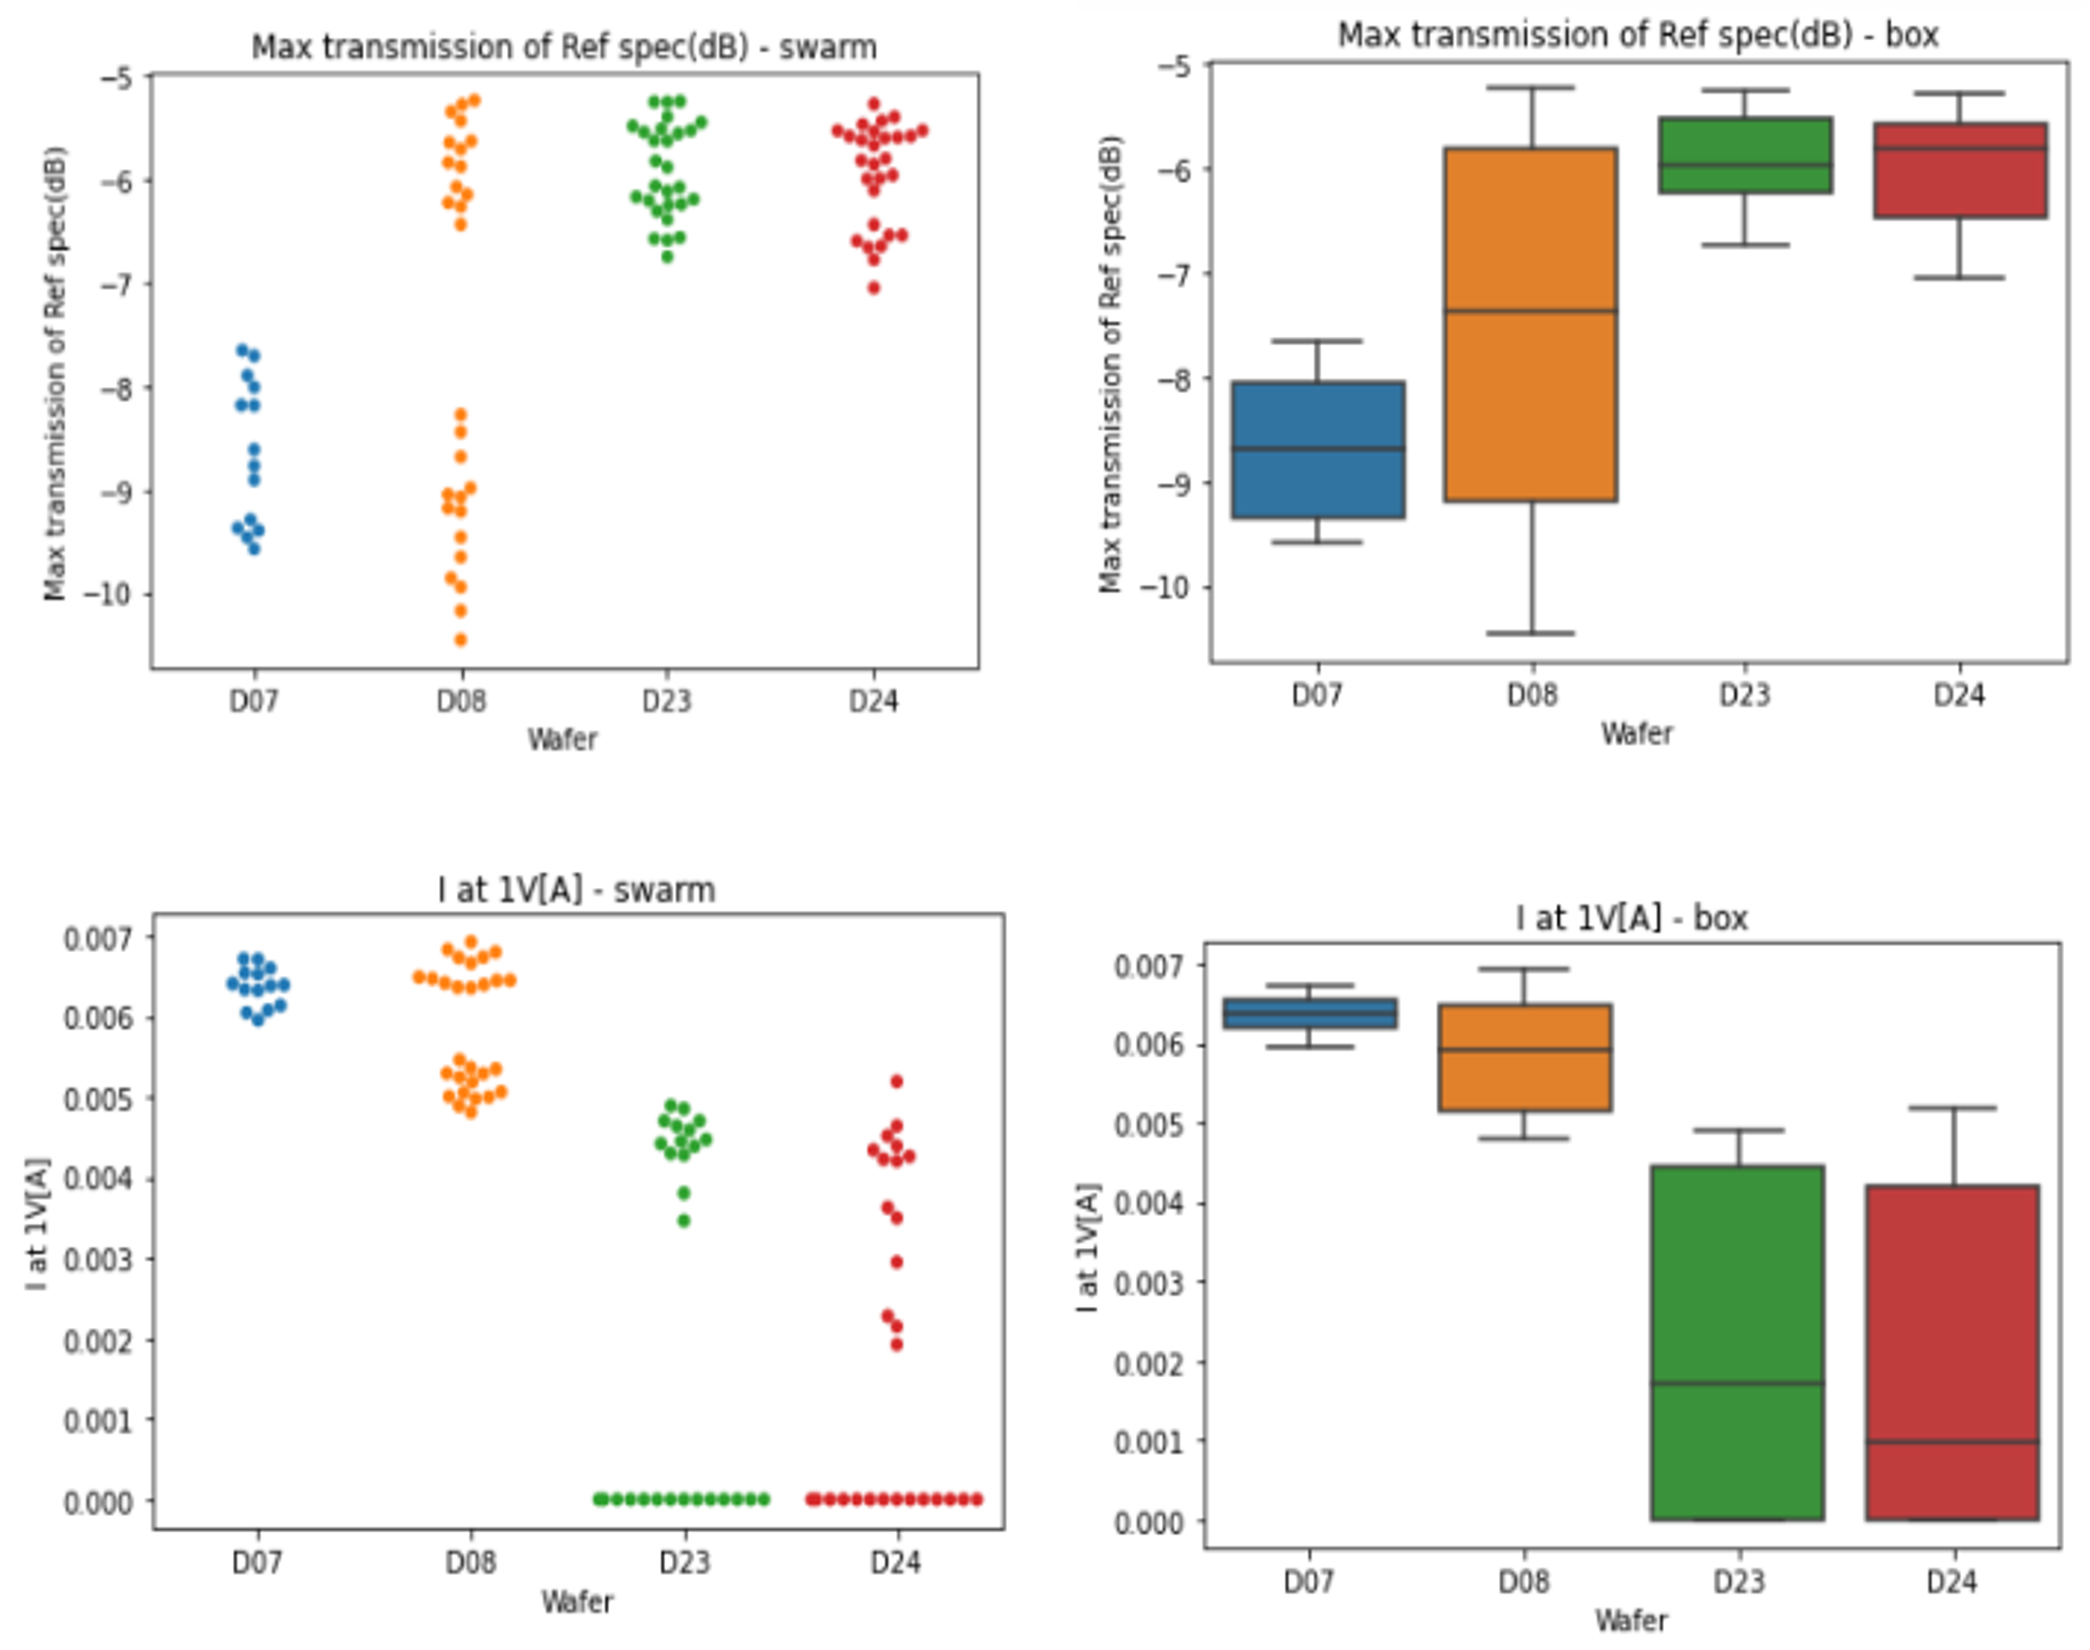 Max transmission of Ref spec(dB) - swarm
Max transmission of Ref spec(dB)
−5
−6
−7
−8
−9
−10
D07 D08 D23 D24
Wafer
Max transmission of Ref spec(dB) - box
Max transmission of Ref spec(dB)
−5
−6
−7
−8
−9
−10
D07 D08 D23 D24
Wafer
I at 1V[A] - swarm
I at 1V[A]
0.007
0.006
0.005
0.004
0.003
0.002
0.001
0.000
D07 D08 D23 D24
Wafer
I at 1V[A] - box
I at 1V[A]
0.007
0.006
0.005
0.004
0.003
0.002
0.001
0.000
D07 D08 D23 D24
Wafer